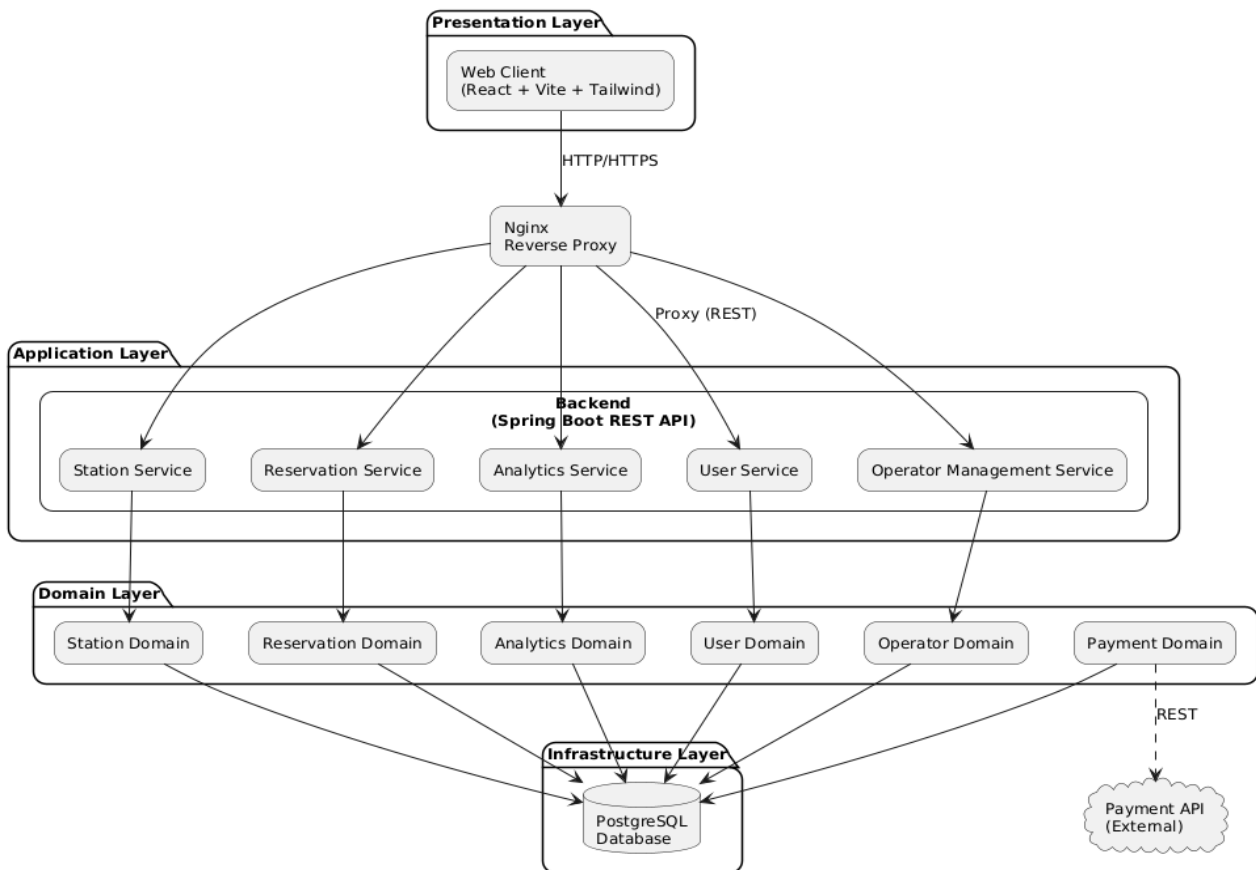 Presentation Layer
Web Client
(React + Vite + Tailwind)
HTTP/HTTPS
Nginx
Reverse Proxy
Proxy (REST)
Application Layer
Backend
(Spring Boot REST API)
Station Service
Reservation Service
Analytics Service
User Service
Operator Management Service
Domain Layer
Station Domain
Reservation Domain
Analytics Domain
User Domain
Operator Domain
Payment Domain
REST
Infrastructure Layer
PostgreSQL
Database
Payment API
(External)